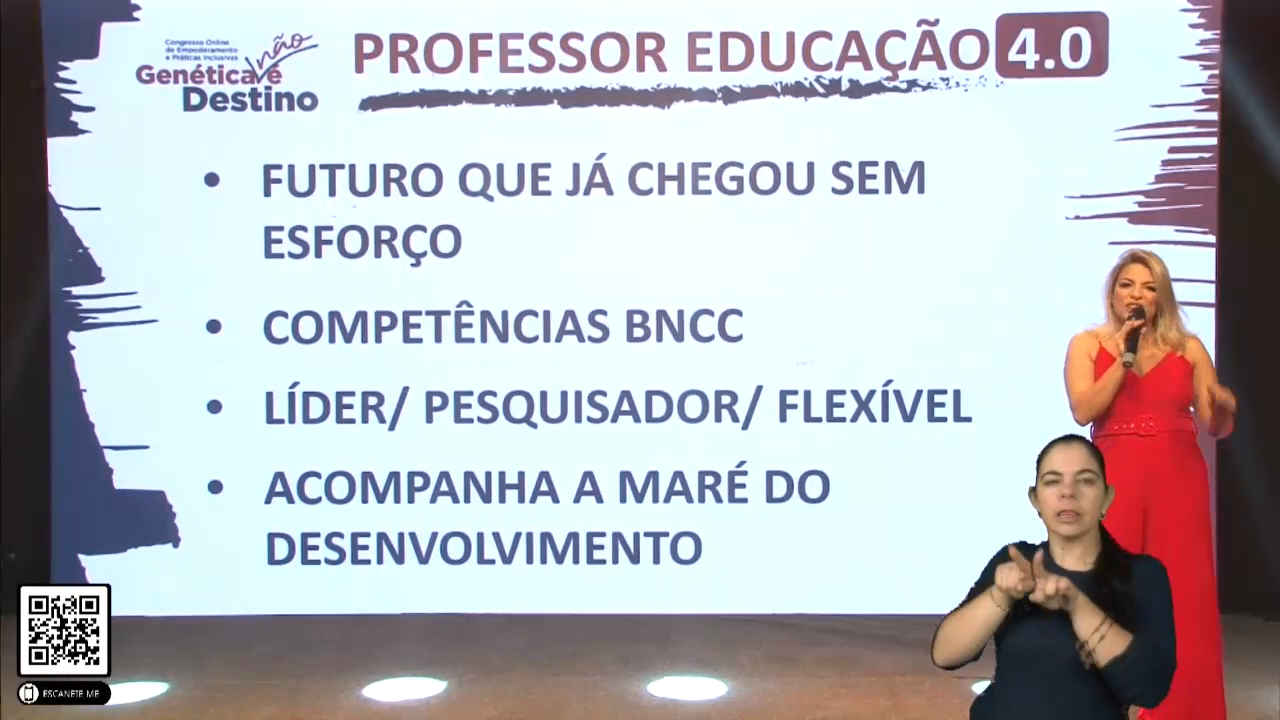 Congresso Online
de Empoderamento
e Práticas Inclusivas
não
Genética é
Destino
PROFESSOR EDUCAÇÃO 4.0
• FUTURO QUE JÁ CHEGOU SEM
ESFORÇO
• COMPETÊNCIAS BNCC
• LÍDER/ PESQUISADOR/ FLEXÍVEL
• ACOMPANHA A MARÉ DO
DESENVOLVIMENTO
ESCANEIE ME